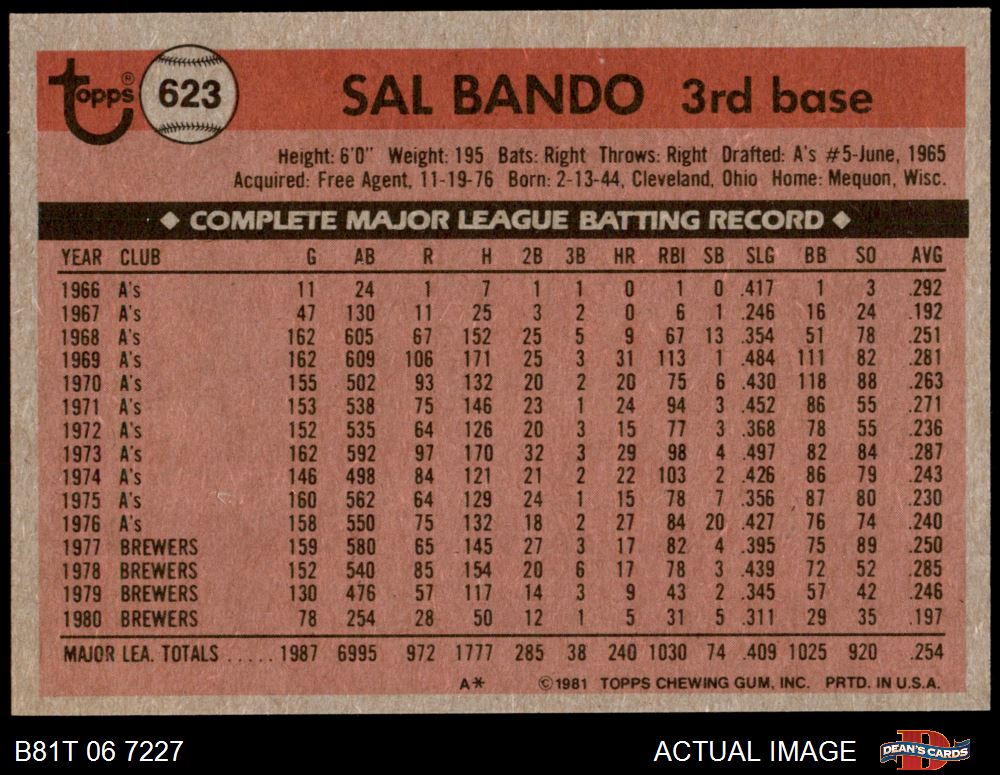 Topps® 623 SAL BANDO 3rd base
Height: 6'0" Weight: 195 Bats: Right Throws: Right Drafted: A's #5-June, 1965
Acquired: Free Agent, 11-19-76 Born: 2-13-44, Cleveland, Ohio Home: Mequon, Wisc.
◆ COMPLETE MAJOR LEAGUE BATTING RECORD ◆
YEAR CLUB G AB R H 2B 3B HR RBI SB SLG BB SO AVG
1966 A's 11 24 1 7 1 1 0 1 0 .417 1 3 .292
1967 A's 47 130 11 25 3 2 0 6 1 .246 16 24 .192
1968 A's 162 605 67 152 25 5 9 67 13 .354 51 78 .251
1969 A's 162 609 106 171 25 3 31 113 1 .484 111 82 .281
1970 A's 155 502 93 132 20 2 20 75 6 .430 118 88 .263
1971 A's 153 538 75 146 23 1 24 94 3 .452 86 55 .271
1972 A's 152 535 64 126 20 3 15 77 3 .368 78 55 .236
1973 A's 162 592 97 170 32 3 29 98 4 .497 82 84 .287
1974 A's 146 498 84 121 21 2 22 103 2 .426 86 79 .243
1975 A's 160 562 64 129 24 1 15 78 7 .356 87 80 .230
1976 A's 158 550 75 132 18 2 27 84 20 .427 76 74 .240
1977 BREWERS 159 580 65 145 27 3 17 82 4 .395 75 89 .250
1978 BREWERS 152 540 85 154 20 6 17 78 3 .439 72 52 .285
1979 BREWERS 130 476 57 117 14 3 9 43 2 .345 57 42 .246
1980 BREWERS 78 254 28 50 12 1 5 31 5 .311 29 35 .197
MAJOR LEA. TOTALS ..... 1987 6995 972 1777 285 38 240 1030 74 .409 1025 920 .254
A* ©1981 TOPPS CHEWING GUM, INC. PRTD. IN U.S.A.
B81T 06 7227 ACTUAL IMAGE DEAN'S CARDS